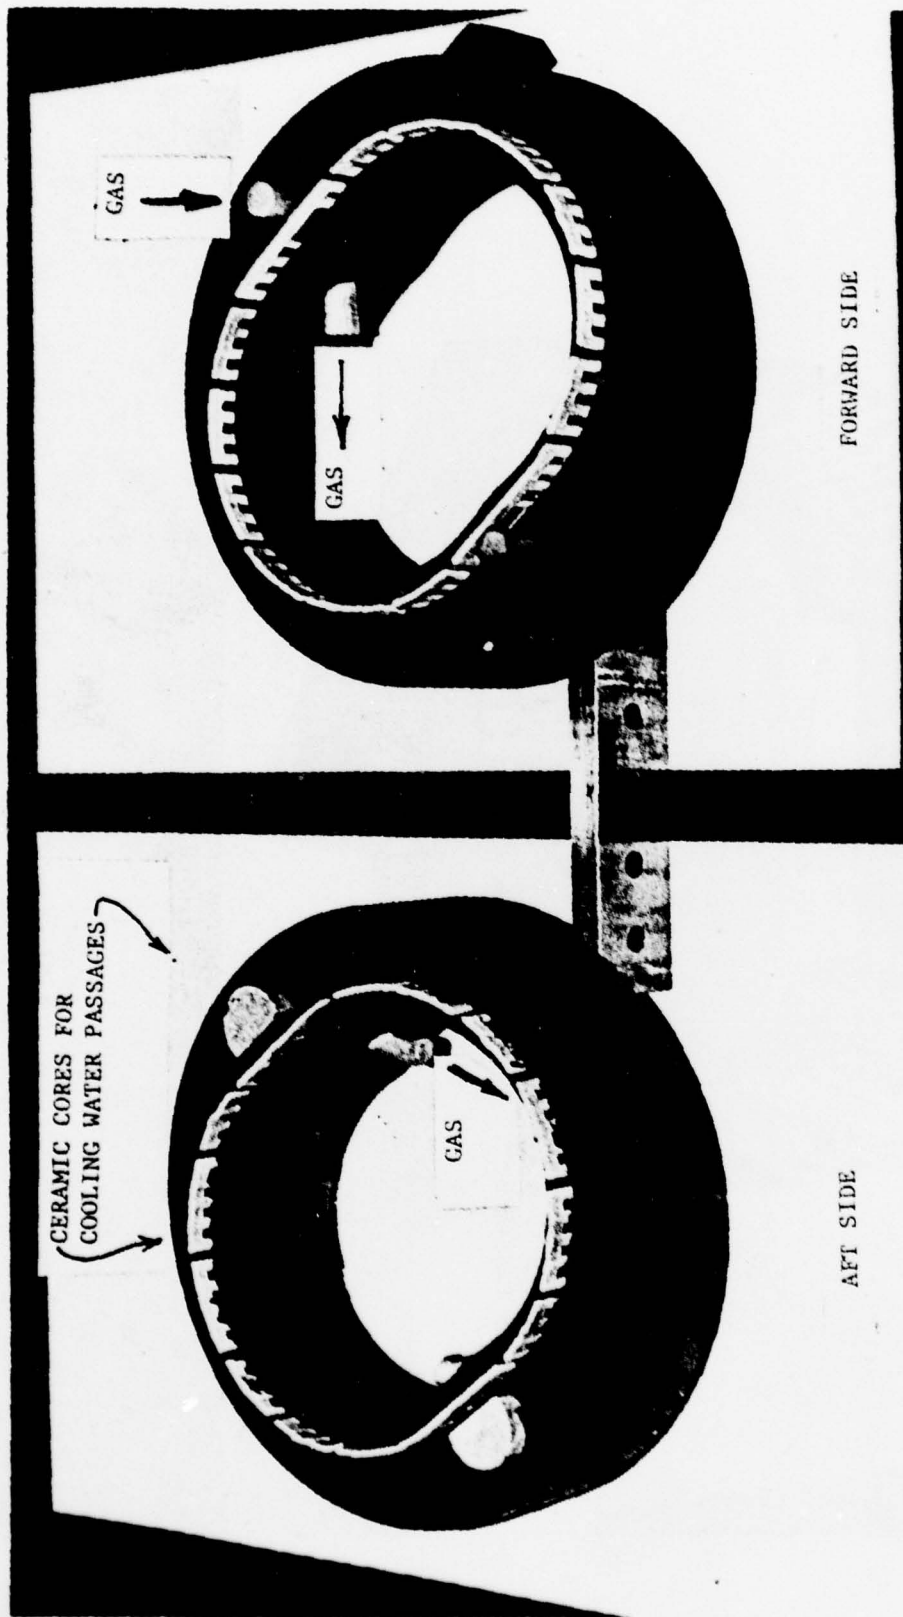 CERAMIC CORES FOR
COOLING WATER PASSAGES
GAS
AFT SIDE
GAS
GAS
FORWARD SIDE